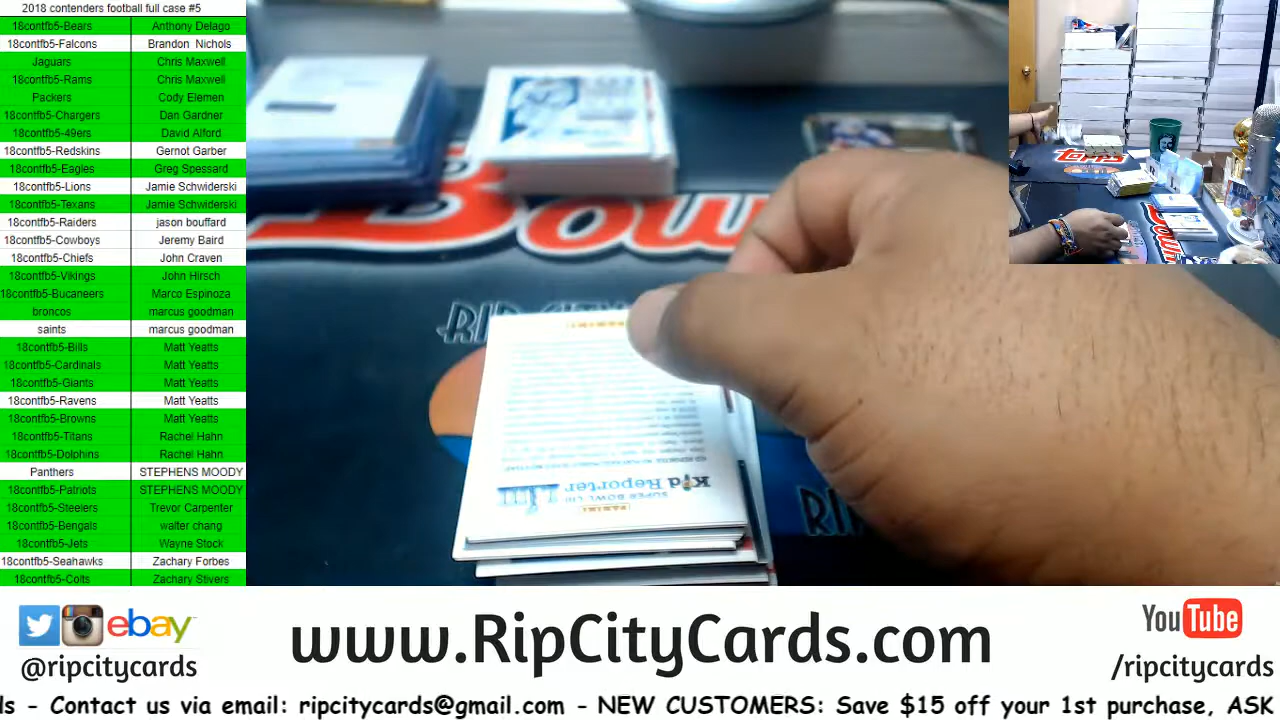 2018 contenders football full case #5
18contfb5-Bears Anthony Delago
18contfb5-Falcons Brandon Nichols
Jaguars Chris Maxwell
18contfb5-Rams Chris Maxwell
Packers Cody Elemen
18contfb5-Chargers Dan Gardner
18contfb5-49ers David Alford
18contfb5-Redskins Gernot Garber
18contfb5-Eagles Greg Spessard
18contfb5-Lions Jamie Schwiderski
18contfb5-Texans Jamie Schwiderski
18contfb5-Raiders jason bouffard
18contfb5-Cowboys Jeremy Baird
18contfb5-Chiefs John Craven
18contfb5-Vikings John Hirsch
18contfb5-Bucaneers Marco Espinoza
broncos marcus goodman
saints marcus goodman
18contfb5-Bills Matt Yeatts
18contfb5-Cardinals Matt Yeatts
18contfb5-Giants Matt Yeatts
18contfb5-Ravens Matt Yeatts
18contfb5-Browns Matt Yeatts
18contfb5-Titans Rachel Hahn
18contfb5-Dolphins Rachel Hahn
Panthers STEPHENS MOODY
18contfb5-Patriots STEPHENS MOODY
18contfb5-Steelers Trevor Carpenter
18contfb5-Bengals walter chang
18contfb5-Jets Wayne Stock
18contfb5-Seahawks Zachary Forbes
18contfb5-Colts Zachary Stivers
Bow
RIP
PANINI
SUPER BOWL LIII
Kid Reporter
LIII
ebay
@ripcitycards
www.RipCityCards.com
YouTube
/ripcitycards
ds - Contact us via email: ripcitycards@gmail.com - NEW CUSTOMERS: Save $15 off your 1st purchase, ASK